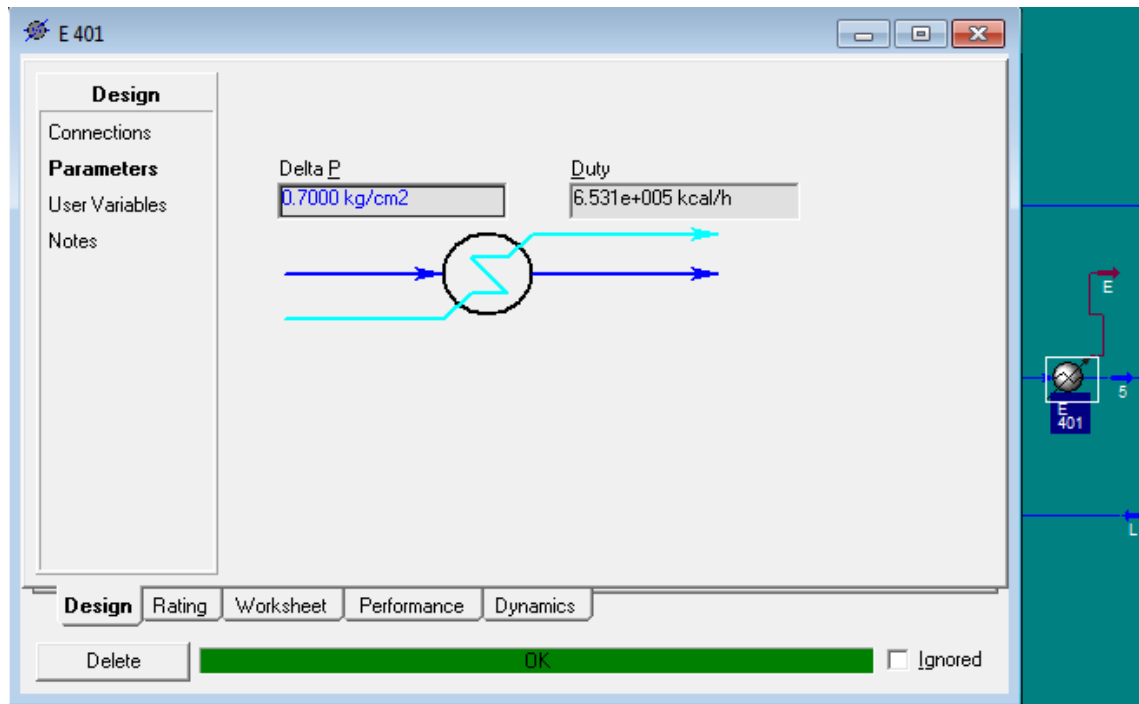 E 401
Design
Connections
Parameters
User Variables
Notes
Delta P
Duty
0.7000 kg/cm2
6.531e+005 kcal/h
E
5
E
401
L
Design
Rating
Worksheet
Performance
Dynamics
Delete
OK
Ignored